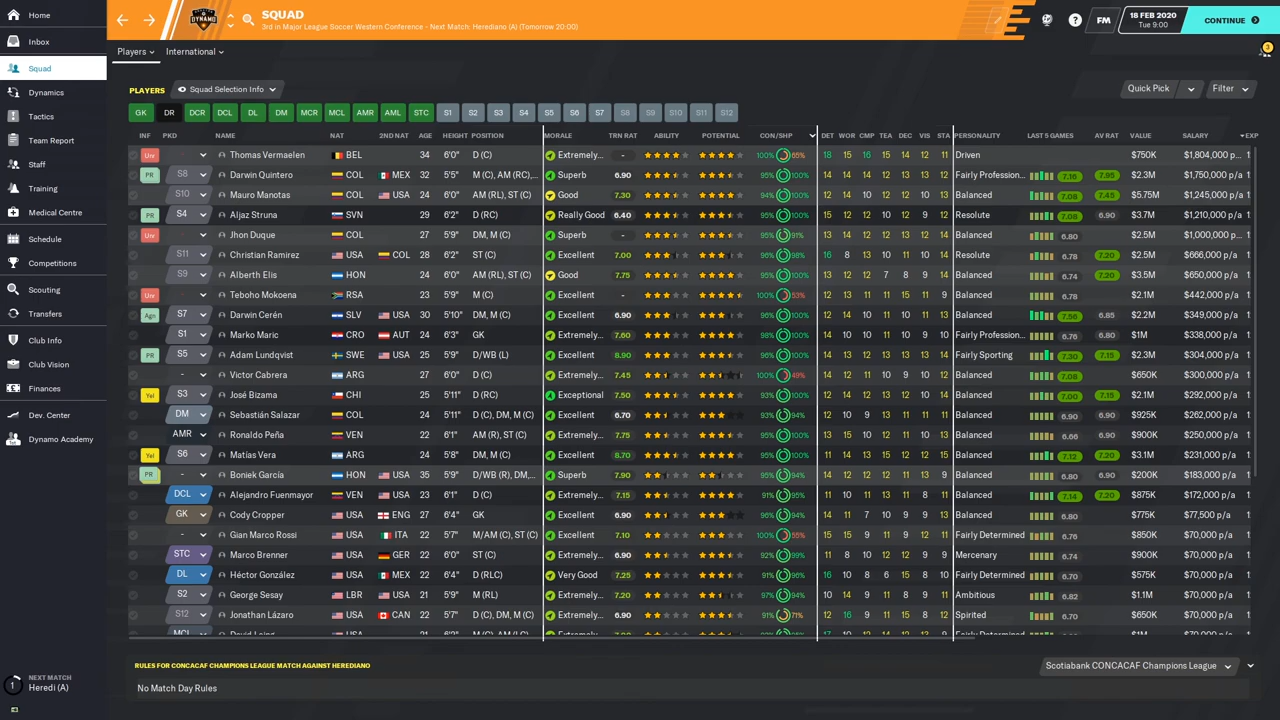 Home
Inbox
Squad
Dynamics
Tactics
Team Report
Staff
Training
Medical Centre
Schedule
Competitions
Scouting
Transfers
Club Info
Club Vision
Finances
Dev. Center
Dynamo Academy
NEXT MATCH
Heredi (A)
DYNAMO
SQUAD
3rd in Major League Soccer Western Conference - Next Match: Herediano (A) (Tomorrow 20:00)
FM
18 FEB 2020
Tue 9:00
CONTINUE
3
Players International
PLAYERS Squad Selection Info Quick Pick Filter
GK DR DCR DCL DL DM MCR MCL AMR AML STC S1 S2 S3 S4 S5 S6 S7 S8 S9 S10 S11 S12
INF PKD NAME NAT 2ND NAT AGE HEIGHT POSITION MORALE TRN RAT ABILITY POTENTIAL CON/SHP DET WOR CMP TEA DEC VIS STA PERSONALITY LAST 5 GAMES AV RAT VALUE SALARY EXP
Unr - Thomas Vermaelen BEL 34 6'0" D (C) Extremely... - 100% 65% 18 15 16 15 14 12 11 Driven $750K $1,804,000 p... 1
PR S8 Darwin Quintero COL MEX 32 5'5" M (C), AM (RC),... Superb 6.90 95% 100% 14 14 14 12 13 13 14 Fairly Profession... 7.16 7.95 $2.3M $1,750,000 p/a 1
S10 Mauro Manotas COL USA 24 6'0" AM (RL), ST (C) Good 7.30 94% 100% 12 14 10 12 12 10 14 Balanced 7.08 7.45 $5.75M $1,245,000 p/a 1
PR S4 Aljaz Struna SVN 29 6'2" D (RC) Really Good 6.40 95% 100% 15 12 12 10 12 9 12 Resolute 7.08 6.90 $3.7M $1,210,000 p/a 1
Unr Jhon Duque COL 27 5'9" DM, M (C) Superb - 95% 91% 13 14 12 12 12 12 14 Balanced 6.80 $2.5M $1,000,000 p... 1
S11 Christian Ramirez USA COL 28 6'2" ST (C) Excellent 7.00 96% 98% 16 8 13 10 11 10 14 Resolute 6.78 7.20 $2.5M $666,000 p/a 1
S9 Alberth Elis HON 24 6'0" AM (RL), ST (C) Good 7.75 95% 100% 13 12 12 7 8 9 14 Balanced 6.74 7.20 $3.5M $650,000 p/a 1
Unr - Teboho Mokoena RSA 23 5'9" M (C) Excellent - 100% 53% 12 13 11 11 15 11 9 Balanced 6.78 $2.1M $442,000 p/a 1
Agn S7 Darwin Cerén SLV USA 30 5'10" DM, M (C) Excellent 6.90 96% 100% 12 14 10 12 10 11 13 Balanced 7.56 6.85 $2.2M $349,000 p/a 1
S1 Marko Maric CRO AUT 24 6'3" GK Extremely... 7.60 98% 100% 14 10 10 11 10 9 10 Fairly Profession... 6.76 6.80 $1M $338,000 p/a 1
PR S5 Adam Lundqvist SWE USA 25 5'9" D/WB (L) Excellent 8.90 96% 100% 14 13 12 12 13 13 14 Fairly Sporting 7.30 7.15 $2.3M $304,000 p/a 1
- Victor Cabrera ARG 27 6'0" D (C) Extremely... 7.45 100% 49% 12 12 11 10 9 10 12 Balanced 7.08 $650K $300,000 p/a 1
Yel S3 José Bizama CHI 25 5'11" D (RC) Exceptional 7.50 93% 100% 14 12 10 12 11 9 12 Balanced 7.00 7.15 $2.1M $292,000 p/a 1
DM Sebastián Salazar COL 24 5'11" D (C), DM, M (C) Excellent 6.70 93% 94% 12 10 9 13 11 11 11 Balanced 6.90 6.90 $925K $262,000 p/a 1
AMR Ronaldo Peña VEN 22 6'1" AM (R), ST (C) Extremely... 7.75 95% 94% 13 15 10 12 11 10 13 Balanced 6.66 6.90 $900K $250,000 p/a 1
Yel S6 Matías Vera ARG 24 5'8" DM, M (C) Excellent 8.70 95% 100% 11 14 13 15 12 12 15 Balanced 7.12 7.20 $3.1M $231,000 p/a 1
PR - Boniek García HON USA 35 5'9" D/WB (R), DM,... Superb 7.90 95% 94% 14 12 12 12 11 13 9 Balanced 6.80 6.90 $200K $183,000 p/a 1
DCL Alejandro Fuenmayor VEN USA 23 6'1" D (C) Extremely... 7.15 91% 95% 11 10 11 13 11 8 11 Balanced 7.14 7.20 $875K $172,000 p/a 1
GK Cody Cropper USA ENG 27 6'4" GK Excellent 6.90 96% 94% 14 11 7 10 9 9 13 Balanced 6.80 $775K $77,500 p/a 1
- Gian Marco Rossi USA ITA 22 5'7" M/AM (C), ST (C) Excellent 7.10 100% 55% 15 15 9 11 9 12 11 Fairly Determined 6.76 $850K $70,000 p/a 1
STC Marco Brenner USA GER 22 6'0" ST (C) Extremely... 6.90 92% 99% 11 8 10 12 12 9 9 Mercenary 6.74 $900K $70,000 p/a 1
DL Héctor González USA MEX 22 6'4" D (RLC) Very Good 7.25 91% 96% 16 10 8 6 15 8 10 Fairly Determined 6.70 $575K $70,000 p/a 1
S2 George Sesay LBR USA 21 5'9" M (RL) Extremely... 7.20 97% 94% 10 14 9 11 8 9 9 Ambitious 6.82 $1.1M $70,000 p/a 1
S12 Jonathan Lázaro USA CAN 22 5'7" D (C), DM, M (C) Extremely... 6.90 91% 71% 12 16 9 11 15 8 12 Spirited 6.70 $650K $70,000 p/a 1
RULES FOR CONCACAF CHAMPIONS LEAGUE MATCH AGAINST HEREDIANO Scotiabank CONCACAF Champions League
No Match Day Rules